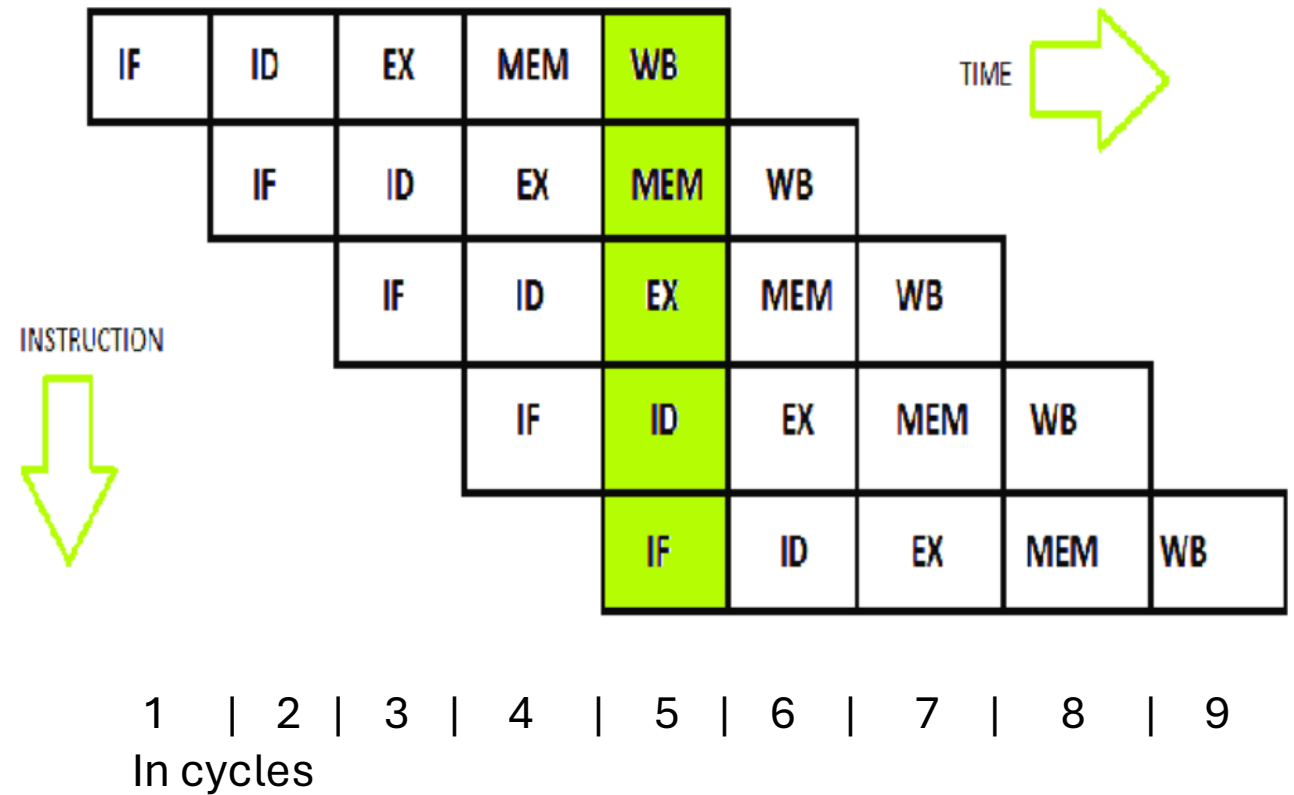 IF ID EX MEM WB
TIME
IF ID EX MEM WB
IF ID EX MEM WB
INSTRUCTION
IF ID EX MEM WB
IF ID EX MEM WB
1 | 2 | 3 | 4 | 5 | 6 | 7 | 8 | 9
In cycles